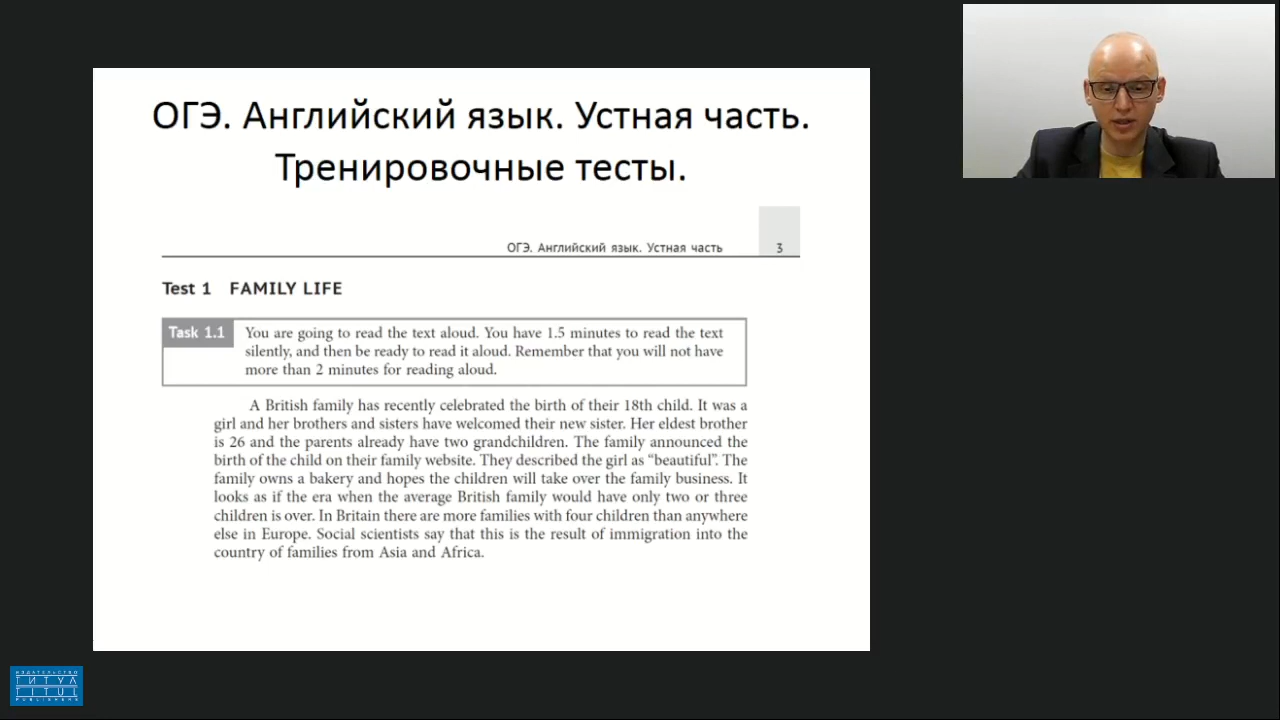 ОГЭ. Английский язык. Устная часть.
Тренировочные тесты.
ОГЭ. Английский язык. Устная часть 3
Test 1 FAMILY LIFE
Task 1.1 You are going to read the text aloud. You have 1.5 minutes to read the text
silently, and then be ready to read it aloud. Remember that you will not have
more than 2 minutes for reading aloud.
A British family has recently celebrated the birth of their 18th child. It was a
girl and her brothers and sisters have welcomed their new sister. Her eldest brother
is 26 and the parents already have two grandchildren. The family announced the
birth of the child on their family website. They described the girl as “beautiful”. The
family owns a bakery and hopes the children will take over the family business. It
looks as if the era when the average British family would have only two or three
children is over. In Britain there are more families with four children than anywhere
else in Europe. Social scientists say that this is the result of immigration into the
country of families from Asia and Africa.
ИЗДАТЕЛЬСТВО
ТИТУЛ
TITUL
PUBLISHERS